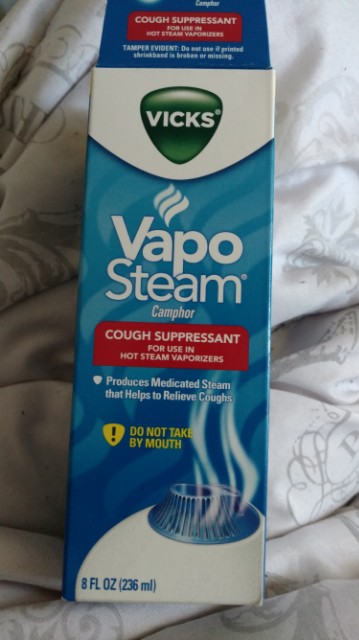 Camphor
COUGH SUPPRESSANT
FOR USE IN
HOT STEAM VAPORIZERS
TAMPER EVIDENT: Do not use if printed
shrinkband is broken or missing.
VICKS®
Vapo
Steam®
Camphor
COUGH SUPPRESSANT
FOR USE IN
HOT STEAM VAPORIZERS
Produces Medicated Steam
that Helps to Relieve Coughs
DO NOT TAKE
BY MOUTH
8 FL OZ (236 ml)